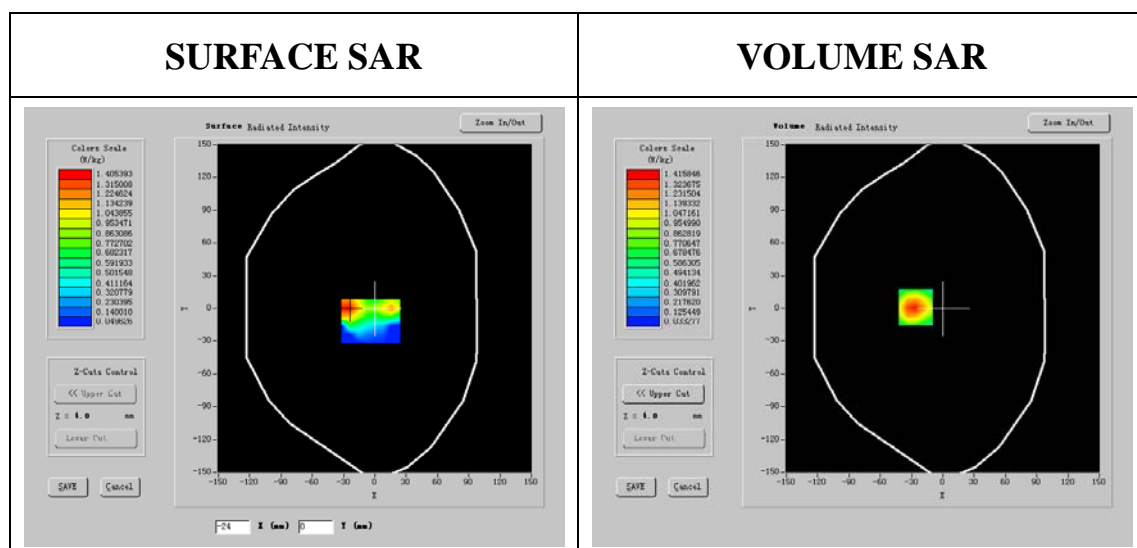 SURFACE SAR
VOLUME SAR
Surface Radiated Intensity
Zoom In/Out
Colors Scale
(W/kg)
1.405393
1.315008
1.224624
1.134239
1.043855
0.953471
0.863086
0.772702
0.682317
0.591933
0.501548
0.411164
0.320779
0.230395
0.140010
0.049626
150
120
90
60
30
0
-30
-60
-90
-120
-150
Y
-150 -120 -90 -60 -30 0 30 60 90 120 150
X
Z-Cuts Control
<< Upper Cut
Z = 4.0 mm
Lower Cut
SAVE
Cancel
-24 X (mm) 0 Y (mm)
Volume Radiated Intensity
Zoom In/Out
Colors Scale
(W/kg)
1.415846
1.323675
1.231504
1.139332
1.047161
0.954990
0.862819
0.770647
0.678476
0.586305
0.494134
0.401962
0.309791
0.217620
0.125449
0.033277
150
120
90
60
30
0
-30
-60
-90
-120
-150
Y
-150 -120 -90 -60 -30 0 30 60 90 120 150
X
Z-Cuts Control
<< Upper Cut
Z = 4.0 mm
Lower Cut
SAVE
Cancel